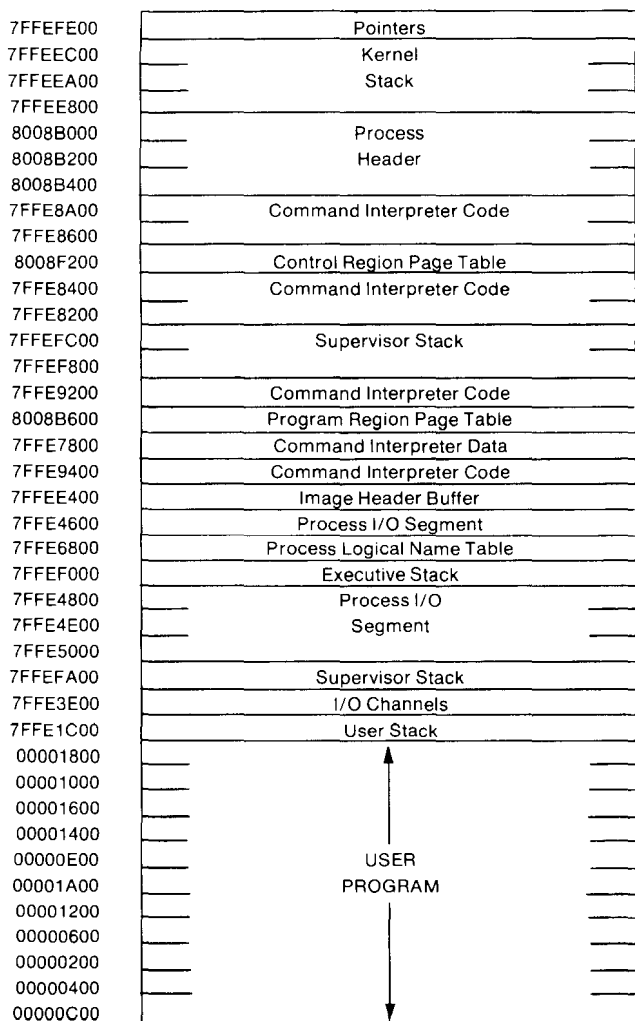 7FFEFE00 Pointers
7FFEEC00 Kernel
7FFEEA00 Stack
7FFEE800
8008B000 Process
8008B200 Header
8008B400
7FFE8A00 Command Interpreter Code
7FFE8600
8008F200 Control Region Page Table
7FFE8400 Command Interpreter Code
7FFE8200
7FFEFC00 Supervisor Stack
7FFEF800
7FFE9200 Command Interpreter Code
8008B600 Program Region Page Table
7FFE7800 Command Interpreter Data
7FFE9400 Command Interpreter Code
7FFEE400 Image Header Buffer
7FFE4600 Process I/O Segment
7FFE6800 Process Logical Name Table
7FFEF000 Executive Stack
7FFE4800 Process I/O
7FFE4E00 Segment
7FFE5000
7FFEFA00 Supervisor Stack
7FFE3E00 I/O Channels
7FFE1C00 User Stack
00001800
00001000
00001600
00001400
00000E00 USER
00001A00 PROGRAM
00001200
00000600
00000200
00000400
00000C00